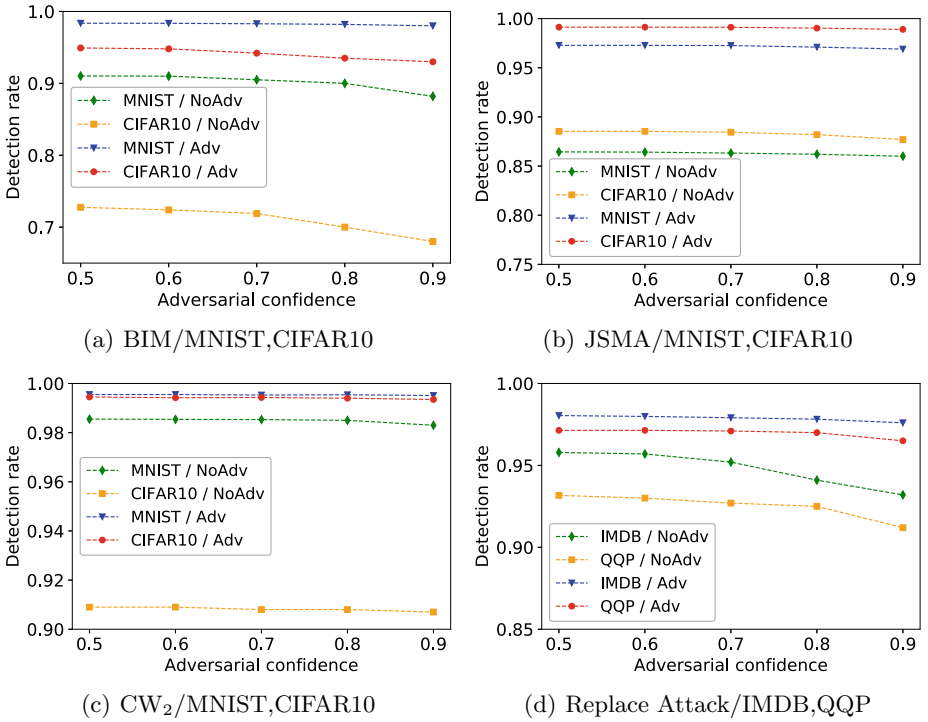 1.0
0.9
0.8
0.7
Detection rate
MNIST / NoAdv
CIFAR10 / NoAdv
MNIST / Adv
CIFAR10 / Adv
0.5 0.6 0.7 0.8 0.9
Adversarial confidence
(a) BIM/MNIST,CIFAR10
1.00
0.95
0.90
0.85
0.80
0.75
Detection rate
MNIST / NoAdv
CIFAR10 / NoAdv
MNIST / Adv
CIFAR10 / Adv
0.5 0.6 0.7 0.8 0.9
Adversarial confidence
(b) JSMA/MNIST,CIFAR10
1.00
0.98
0.96
0.94
0.92
0.90
Detection rate
MNIST / NoAdv
CIFAR10 / NoAdv
MNIST / Adv
CIFAR10 / Adv
0.5 0.6 0.7 0.8 0.9
Adversarial confidence
(c) CW₂/MNIST,CIFAR10
1.00
0.95
0.90
0.85
Detection rate
IMDB / NoAdv
QQP / NoAdv
IMDB / Adv
QQP / Adv
0.5 0.6 0.7 0.8 0.9
Adversarial confidence
(d) Replace Attack/IMDB,QQP